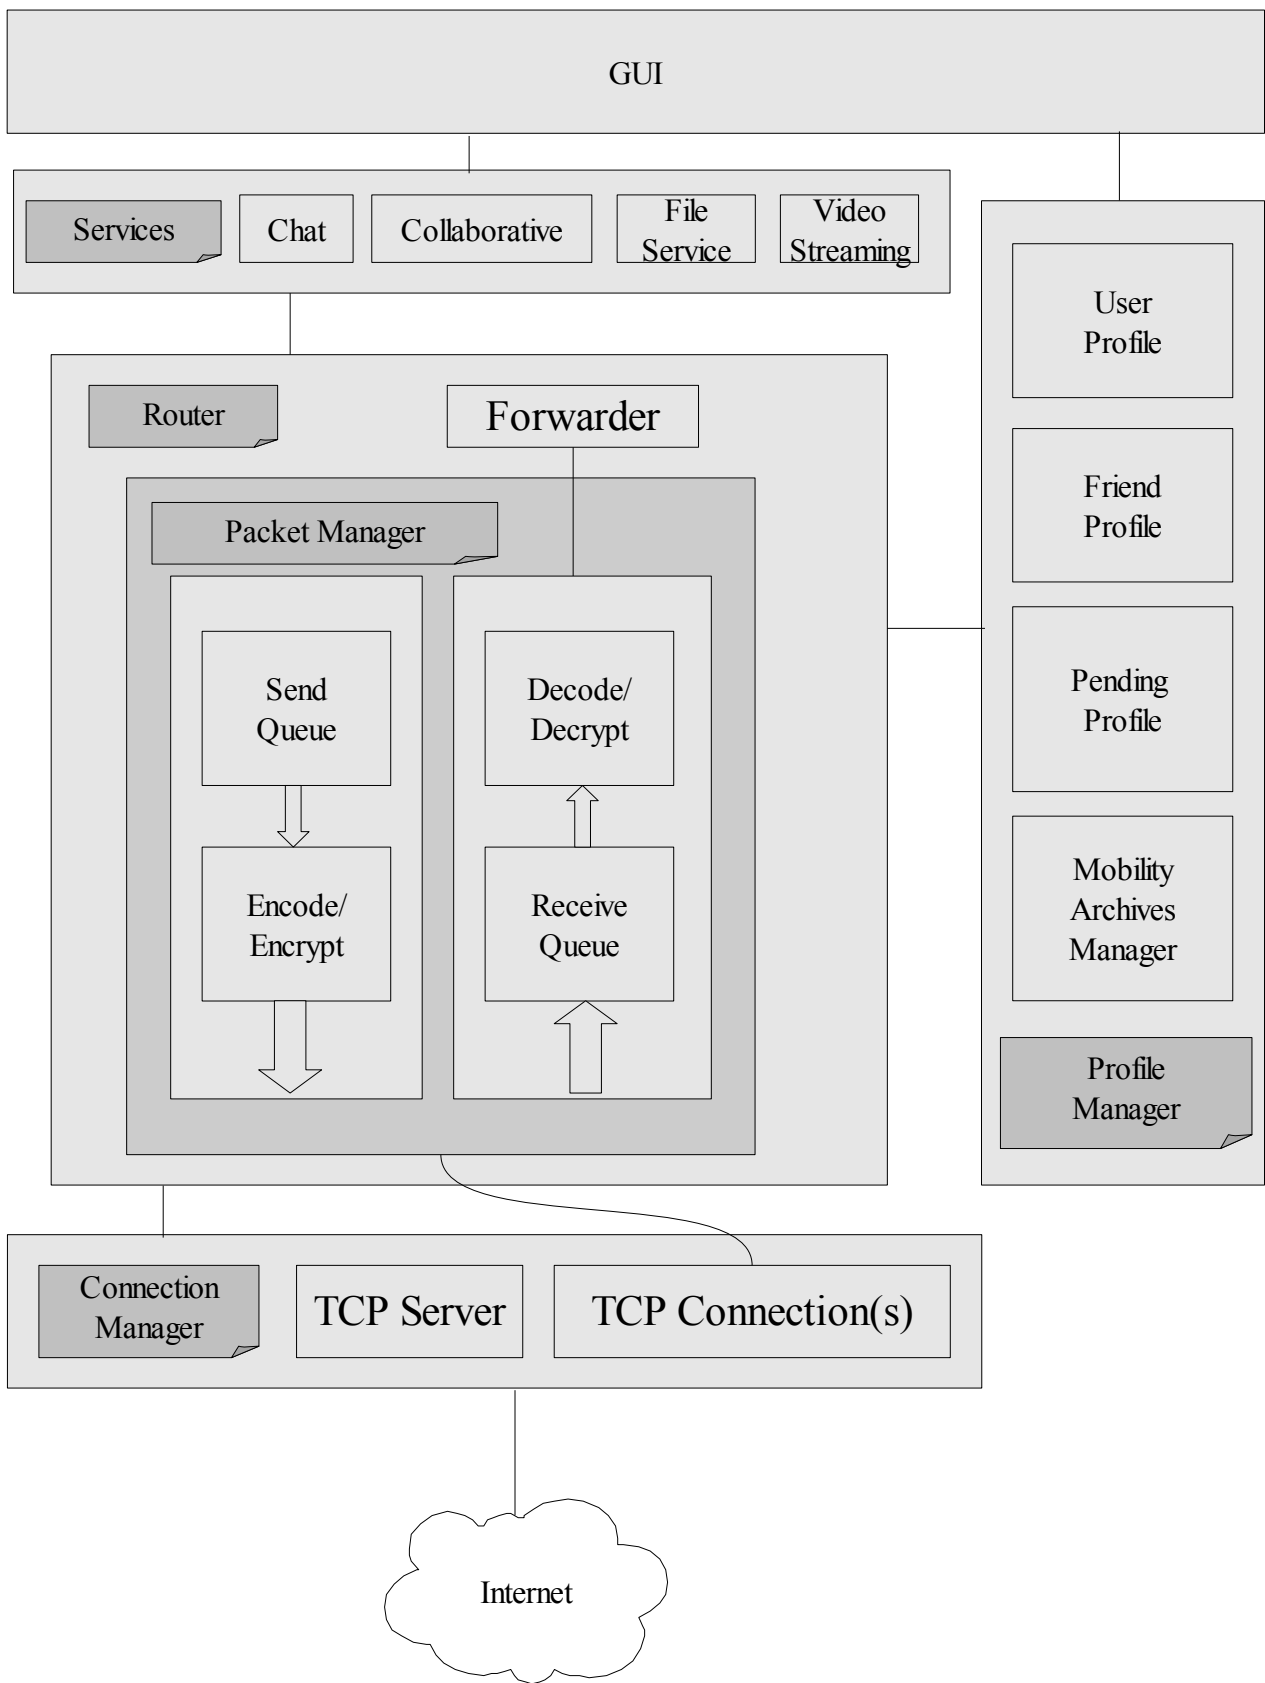 GUI
Services
Chat
Collaborative
File
Service
Video
Streaming
User
Profile
Router
Forwarder
Friend
Profile
Packet Manager
Send
Queue
Decode/
Decrypt
Pending
Profile
Encode/
Encrypt
Receive
Queue
Mobility
Archives
Manager
Profile
Manager
Connection
Manager
TCP Server
TCP Connection(s)
Internet